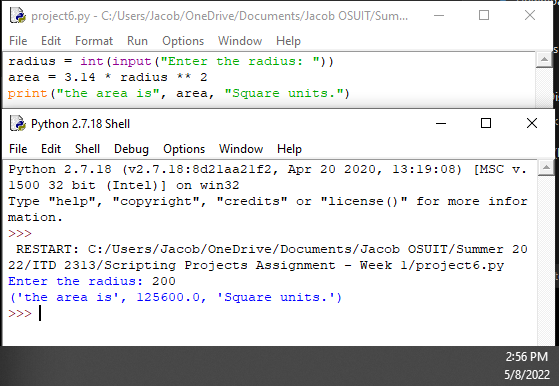 project6.py - C:/Users/Jacob/OneDrive/Documents/Jacob OSUIT/Sum...
File Edit Format Run Options Window Help
radius = int(input("Enter the radius: "))
area = 3.14 * radius ** 2
print("the area is", area, "Square units.")
Python 2.7.18 Shell
File Edit Shell Debug Options Window Help
Python 2.7.18 (v2.7.18:8d21aa21f2, Apr 20 2020, 13:19:08) [MSC v.
1500 32 bit (Intel)] on win32
Type "help", "copyright", "credits" or "license()" for more infor
mation.
>>>
RESTART: C:/Users/Jacob/OneDrive/Documents/Jacob OSUIT/Summer 20
22/ITD 2313/Scripting Projects Assignment - Week 1/project6.py
Enter the radius: 200
('the area is', 125600.0, 'Square units.')
>>>
2:56 PM
5/8/2022